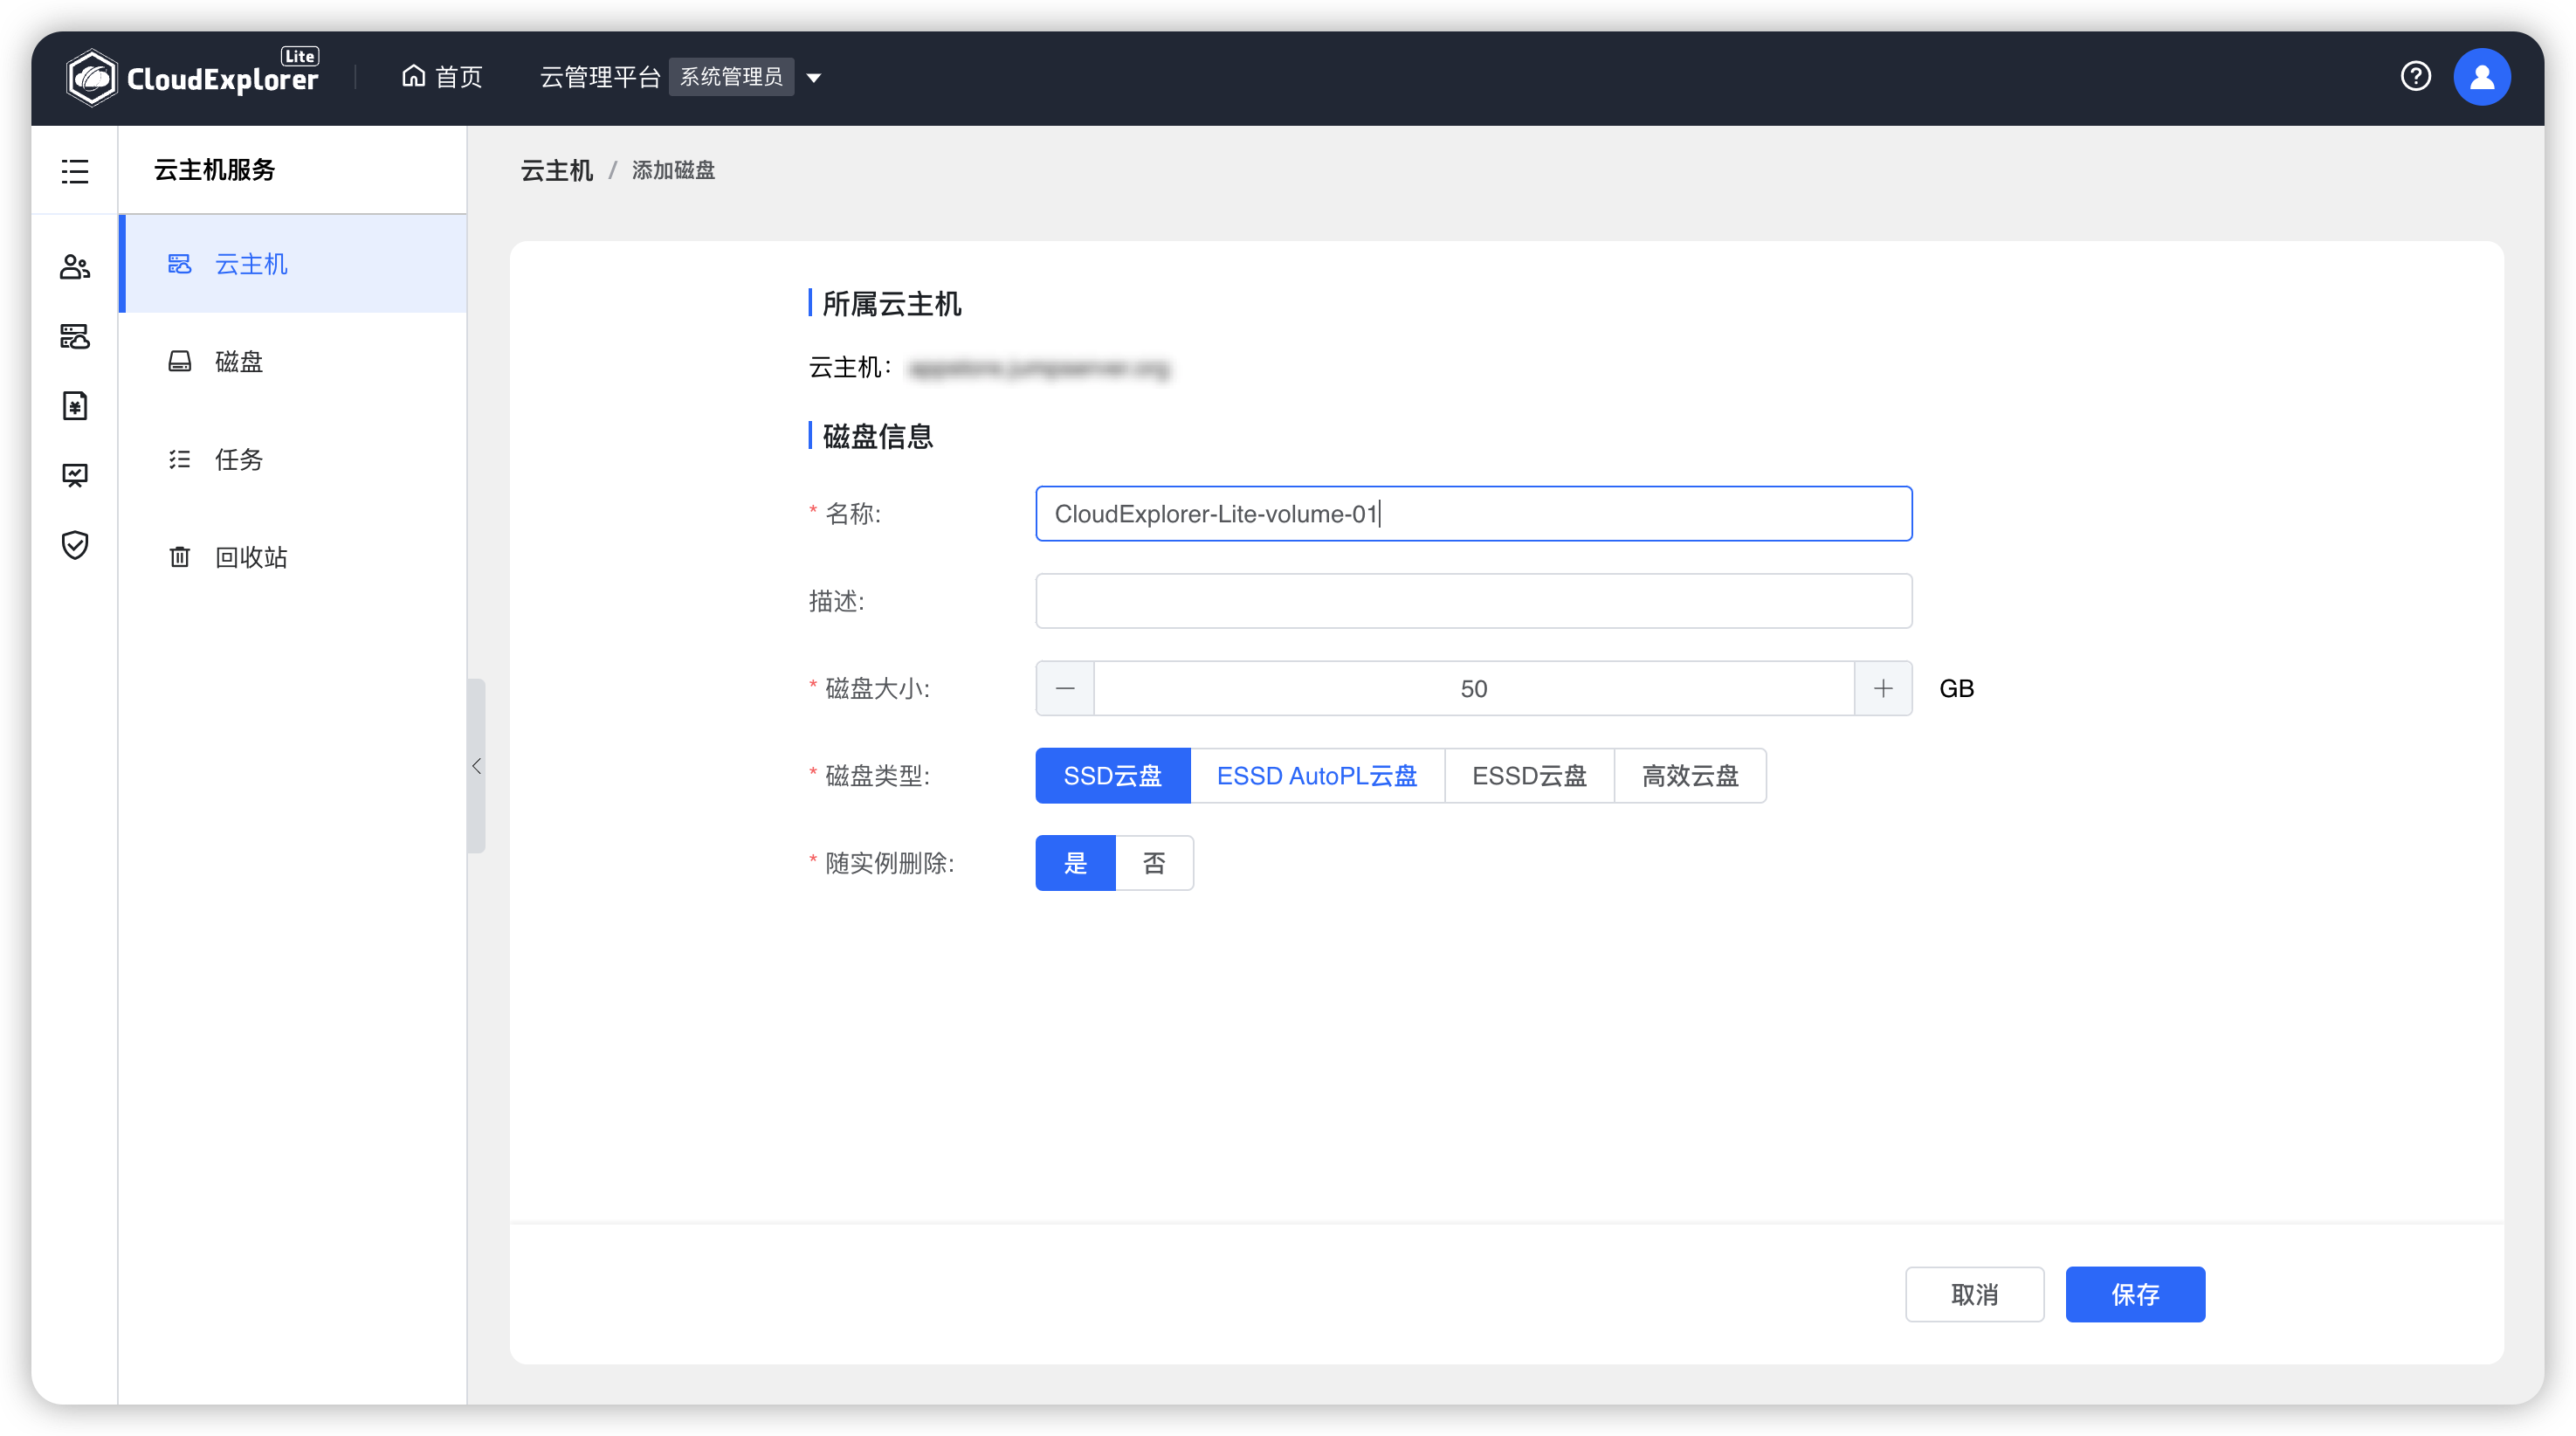 CloudExplorer Lite 首页 云管理平台 系统管理员
云主机服务
云主机
磁盘
任务
回收站
云主机 / 添加磁盘
所属云主机
云主机：
磁盘信息
* 名称: CloudExplorer-Lite-volume-01
描述:
* 磁盘大小: 50 GB
* 磁盘类型: SSD云盘 ESSD AutoPL云盘 ESSD云盘 高效云盘
* 随实例删除: 是 否
取消 保存